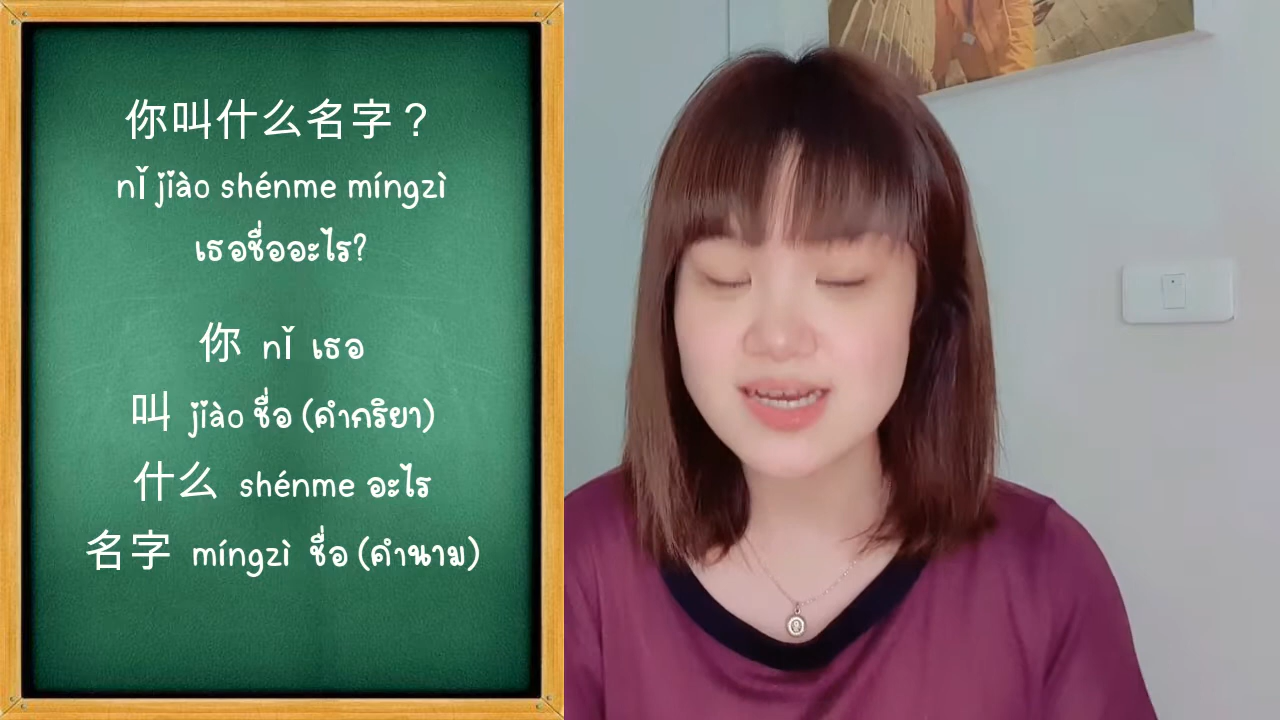 你叫什么名字？
nǐ jiào shénme míngzì
เธอชื่ออะไร?
你 nǐ เธอ
叫 jiào ชื่อ (คำกริยา)
什么 shénme อะไร
名字 míngzì ชื่อ (คำนาม)